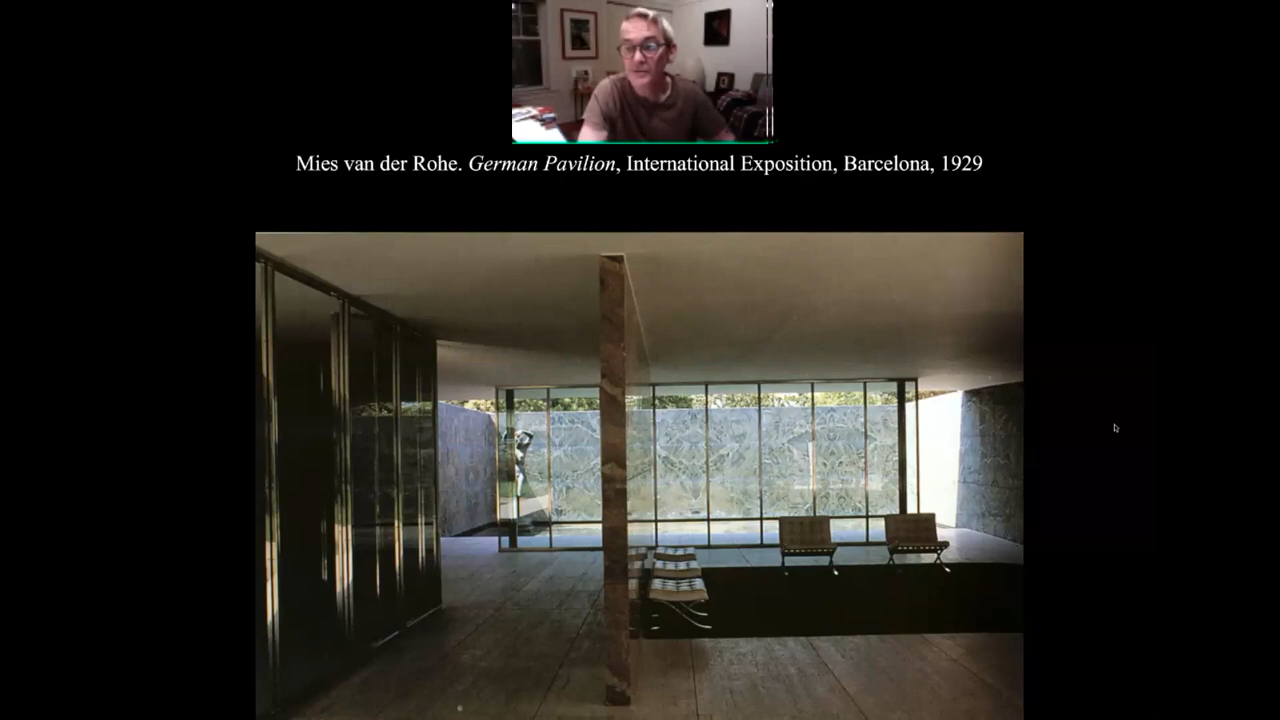 Mies van der Rohe. German Pavilion, International Exposition, Barcelona, 1929